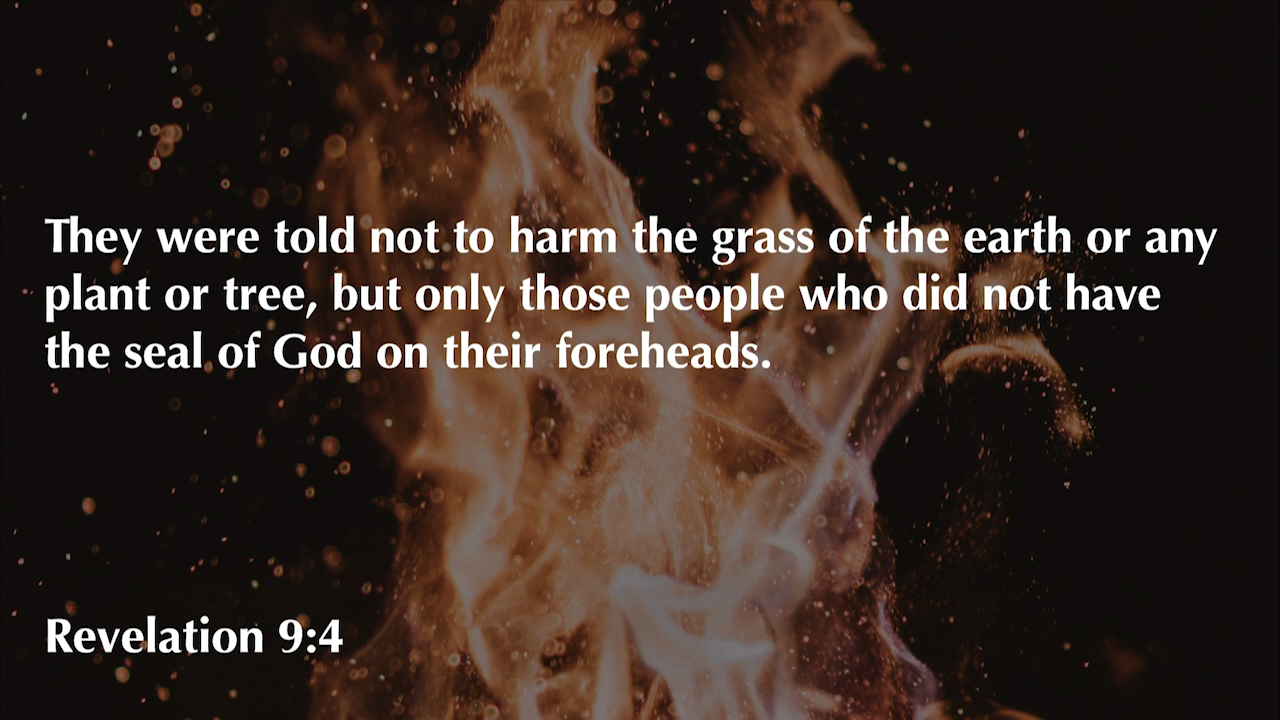 They were told not to harm the grass of the earth or any
plant or tree, but only those people who did not have
the seal of God on their foreheads.
Revelation 9:4